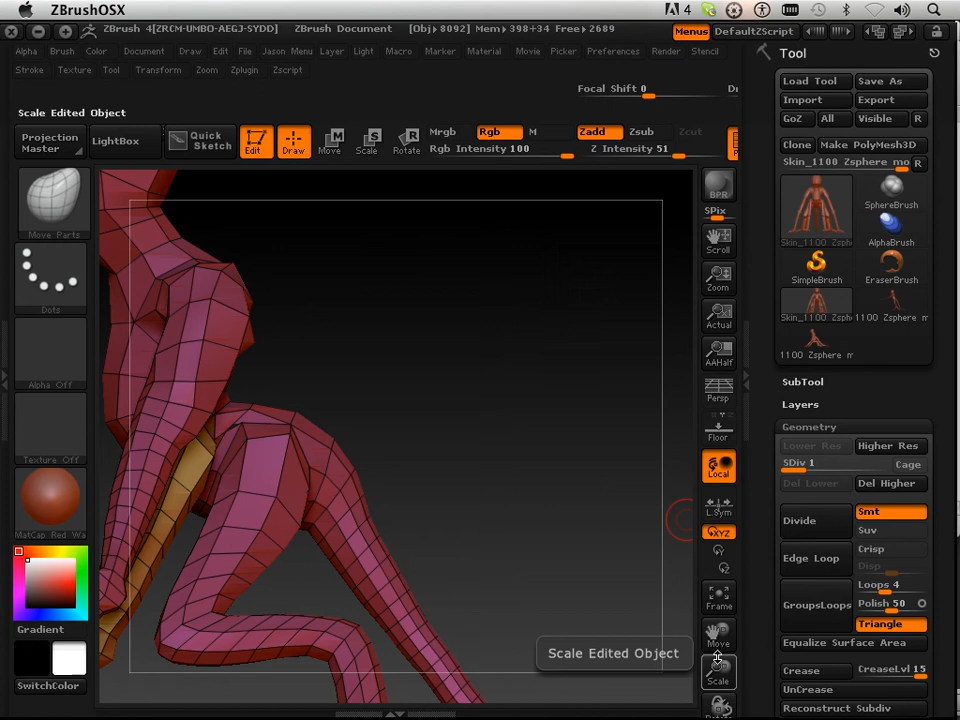 ZBrushOSX
4
ZBrush 4[ZRCM-UMBO-AEGJ-SYDD] ZBrush Document [Obj] 8092] Mem 398+34 Free 2689
Menus DefaultZScript
Alpha Brush Color Document Draw Edit File Jason Menu Layer Light Macro Marker Material Movie Picker Preferences Render Stencil
Stroke Texture Tool Transform Zoom Zplugin Zscript
Focal Shift 0 Dr
Scale Edited Object
Projection Master
LightBox
Quick Sketch
Edit
Draw
Move
Scale
Rotate
Mrgb Rgb M
Rgb Intensity 100
Zadd Zsub Zcut
Z Intensity 51
Move Parts
Dots
Alpha Off
Texture Off
MatCap Red Wa
Gradient
SwitchColor
BPR
SPix
Scroll
Zoom
Actual
AAHalf
Persp
Floor
Local
L.Sym
XYZ
Frame
Move
Scale
Scale Edited Object
Tool
Load Tool Save As
Import Export
GoZ All Visible R
Clone Make PolyMesh3D
Skin_1100 Zsphere mo R
Skin_1100 Zsph
SphereBrush
AlphaBrush
SimpleBrush
EraserBrush
Skin_1100 Zsph
1100 Zsphere m
1100 Zsphere m
SubTool
Layers
Geometry
Lower Res Higher Res
SDiv 1 Cage
Del Lower Del Higher
Divide
Smt
Suv
Edge Loop
Crisp
Disp
GroupsLoops
Loops 4
Polish 50
Triangle
Equalize Surface Area
Crease CreaseLvl 15
UnCrease
Reconstruct Subdiv